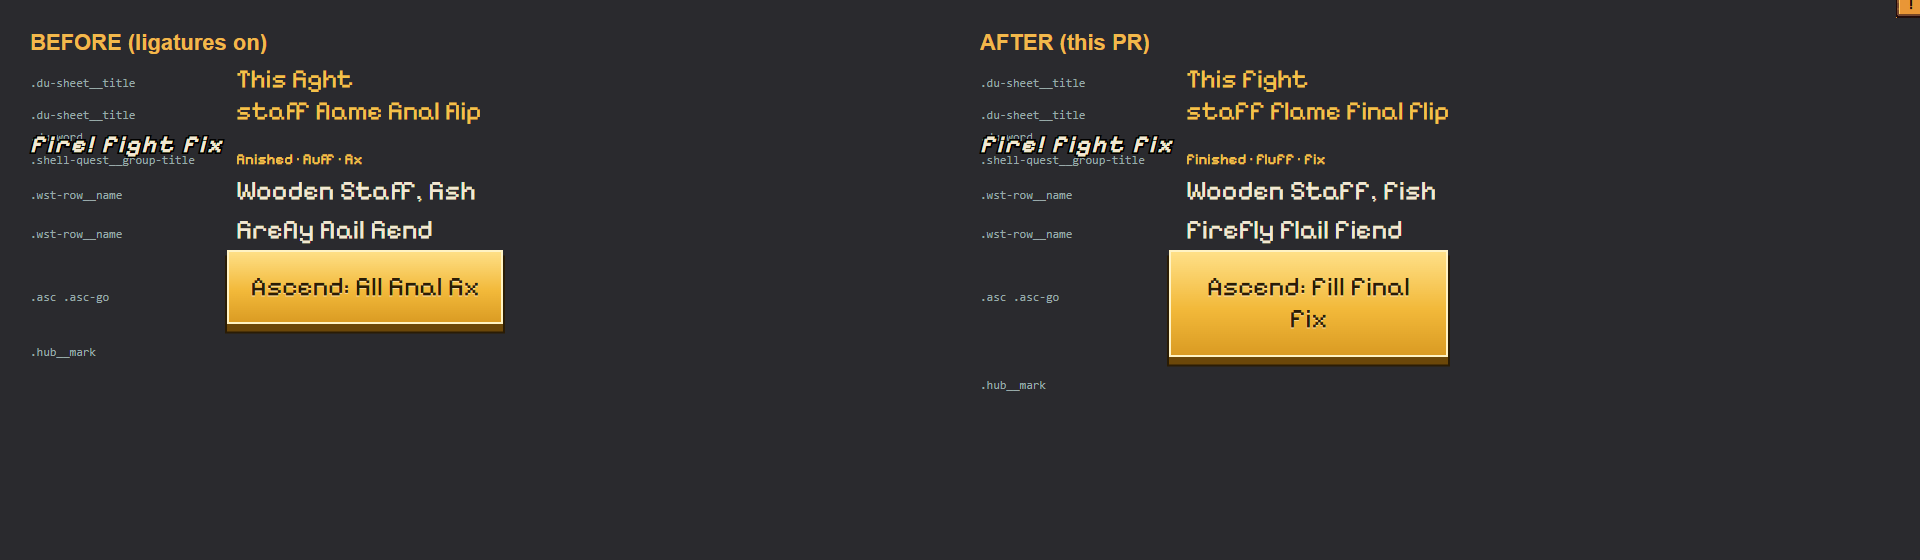 !
BEFORE (ligatures on)
.du-sheet__title
This fight
.du-sheet__title
staff flame final flip
fire! fight fix
.shell-quest__group-title
finished · fluff · fix
.wst-row__name
Wooden Staff, fish
.wst-row__name
firefly flail fiend
.asc .asc-go
Ascend: fill final fix
.hub__mark
AFTER (this PR)
.du-sheet__title
This fight
.du-sheet__title
staff flame final flip
fire! fight fix
.shell-quest__group-title
finished · fluff · fix
.wst-row__name
Wooden Staff, fish
.wst-row__name
firefly flail fiend
.asc .asc-go
Ascend: fill final
fix
.hub__mark